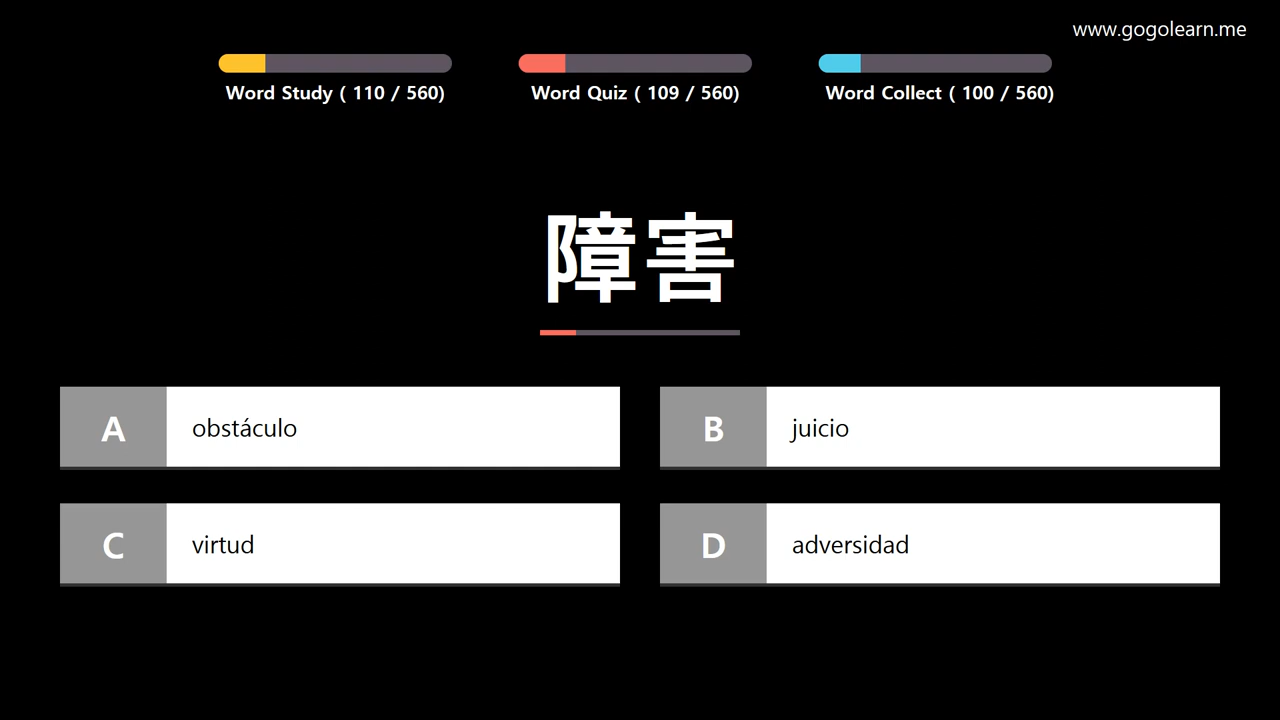 www.gogolearn.me
Word Study ( 110 / 560)
Word Quiz ( 109 / 560)
Word Collect ( 100 / 560)
障害
A obstáculo
B juicio
C virtud
D adversidad